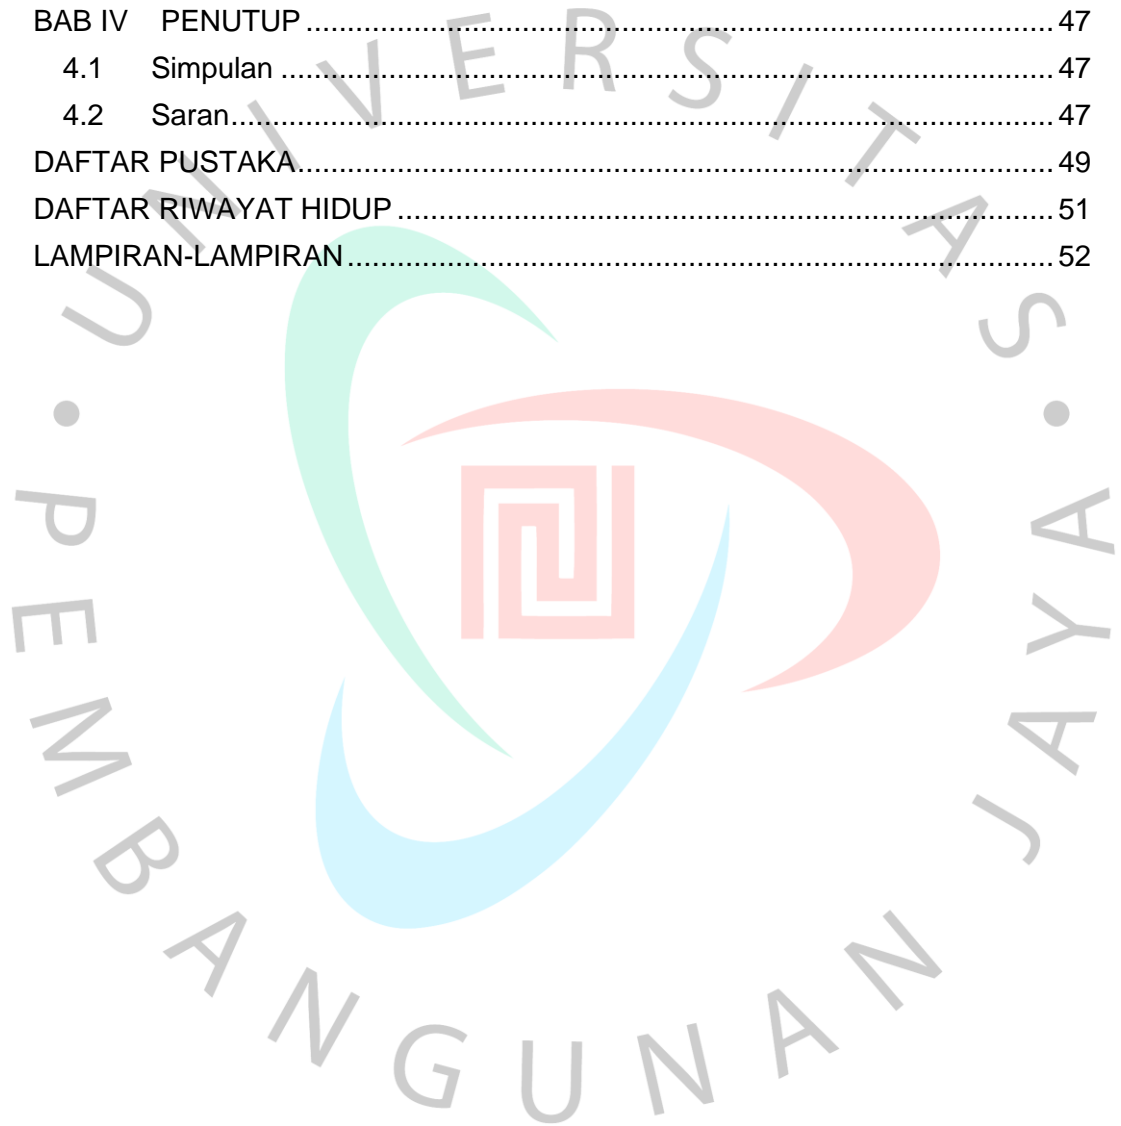 BAB IV PENUTUP ........................................................................................... 47
4.1 Simpulan ............................................................................................. 47
4.2 Saran.................................................................................................... 47
DAFTAR PUSTAKA............................................................................................ 49
DAFTAR RIWAYAT HIDUP ................................................................................ 51
LAMPIRAN-LAMPIRAN...................................................................................... 52
UNIVERSITAS • PEMBANGUNAN JAYA •